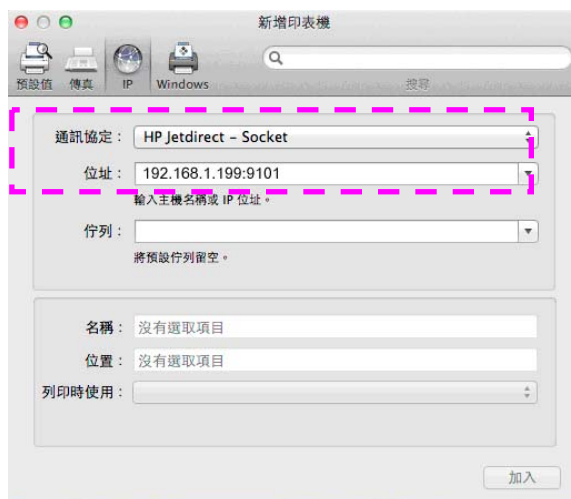 新增印表機
預設值 傳真 IP Windows 搜尋
通訊協定： HP Jetdirect – Socket
位址： 192.168.1.199:9101
輸入主機名稱或 IP 位址。
佇列：
將預設佇列留空。
名稱： 沒有選取項目
位置： 沒有選取項目
列印時使用：
加入